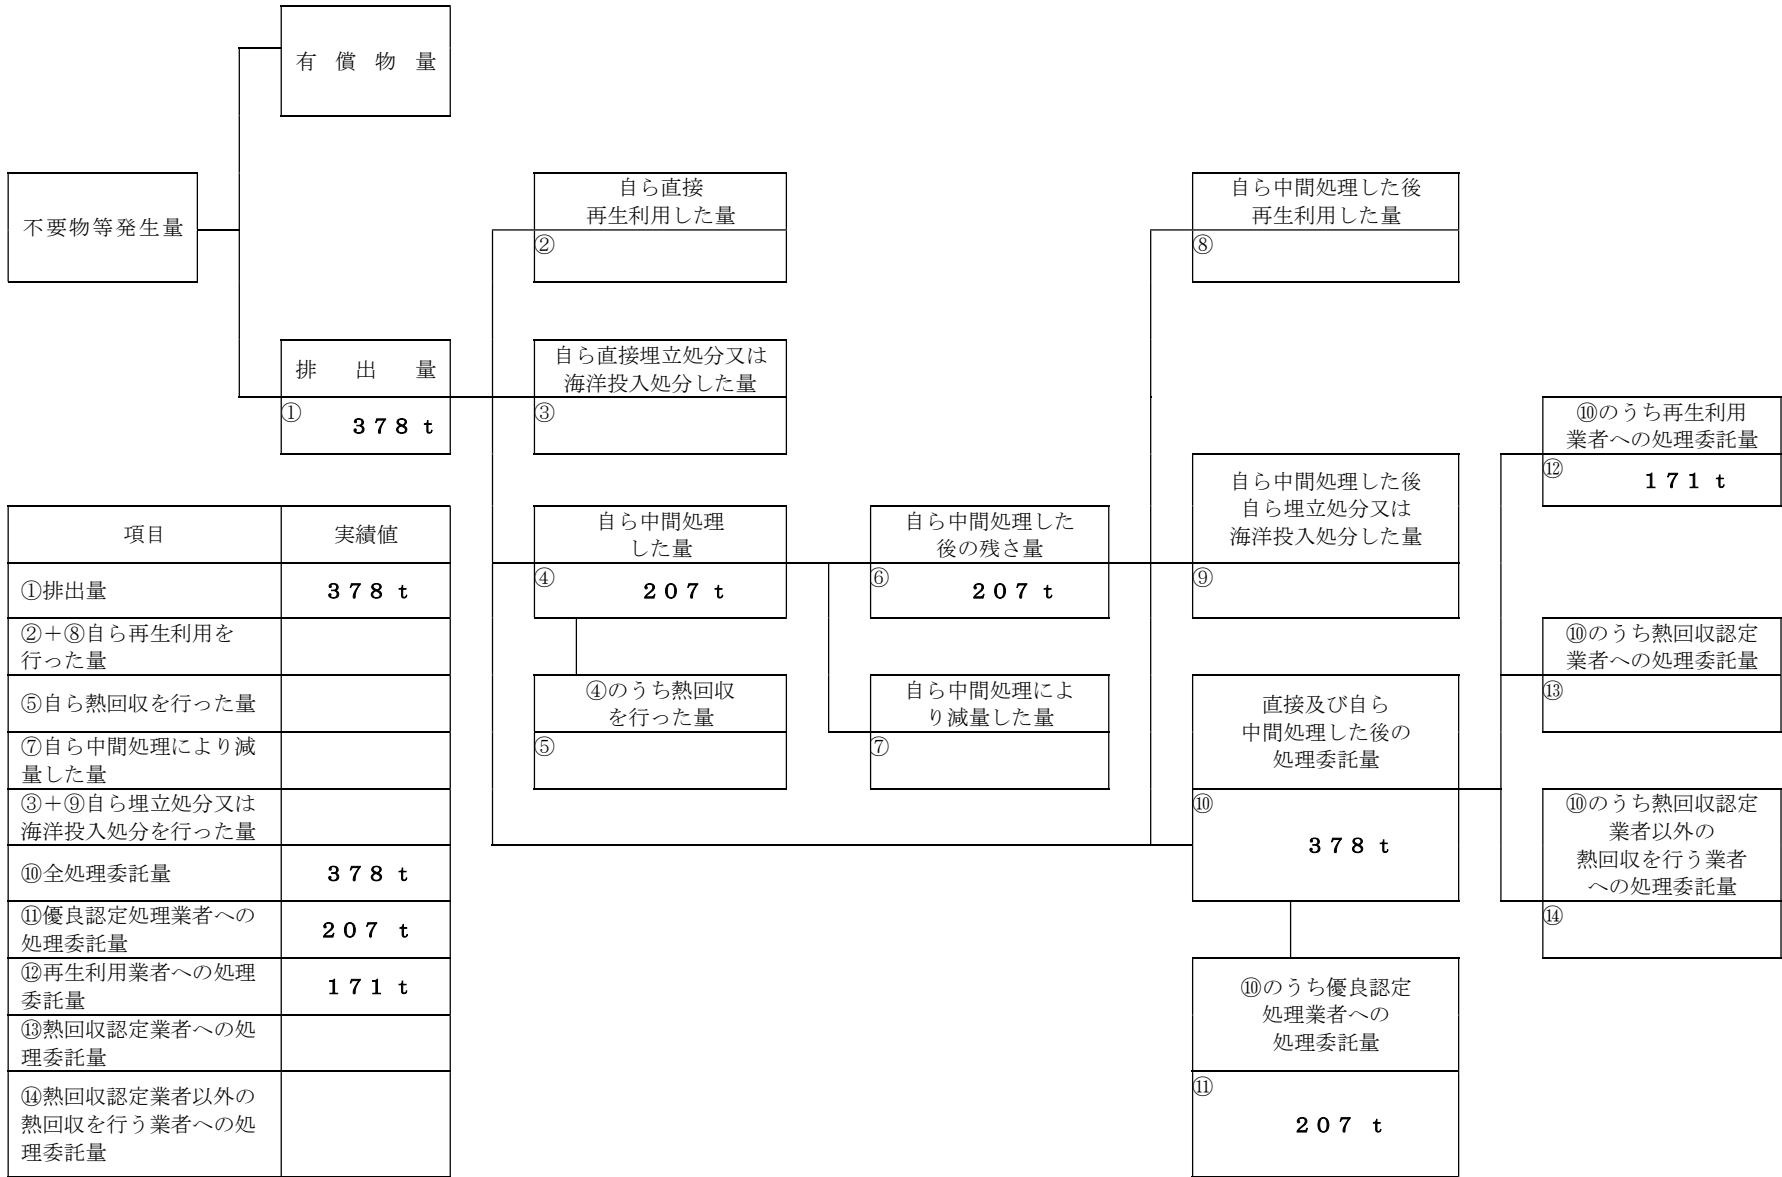 有償物量
不要物等発生量
自ら直接
再生利用した量
②
自ら中間処理した後
再生利用した量
⑧
排出量
①
378 t
自ら直接埋立処分又は
海洋投入処分した量
③
⑩のうち再生利用
業者への処理委託量
⑫
171 t
自ら中間処理した後
自ら埋立処分又は
海洋投入処分した量
⑨
自ら中間処理
した量
④
207 t
自ら中間処理した
後の残さ量
⑥
207 t
⑩のうち熱回収認定
業者への処理委託量
⑬
④のうち熱回収
を行った量
⑤
自ら中間処理によ
り減量した量
⑦
直接及び自ら
中間処理した後の
処理委託量
⑩
378 t
⑩のうち熱回収認定
業者以外の
熱回収を行う業者
への処理委託量
⑭
⑩のうち優良認定
処理業者への
処理委託量
⑪
207 t
項目 実績値
①排出量 378 t
②+⑧自ら再生利用を
行った量
⑤自ら熱回収を行った量
⑦自ら中間処理により減
量した量
③+⑨自ら埋立処分又は
海洋投入処分を行った量
⑩全処理委託量 378 t
⑪優良認定処理業者への
処理委託量 207 t
⑫再生利用業者への処理
委託量 171 t
⑬熱回収認定業者への処
理委託量
⑭熱回収認定業者以外の
熱回収を行う業者への処
理委託量